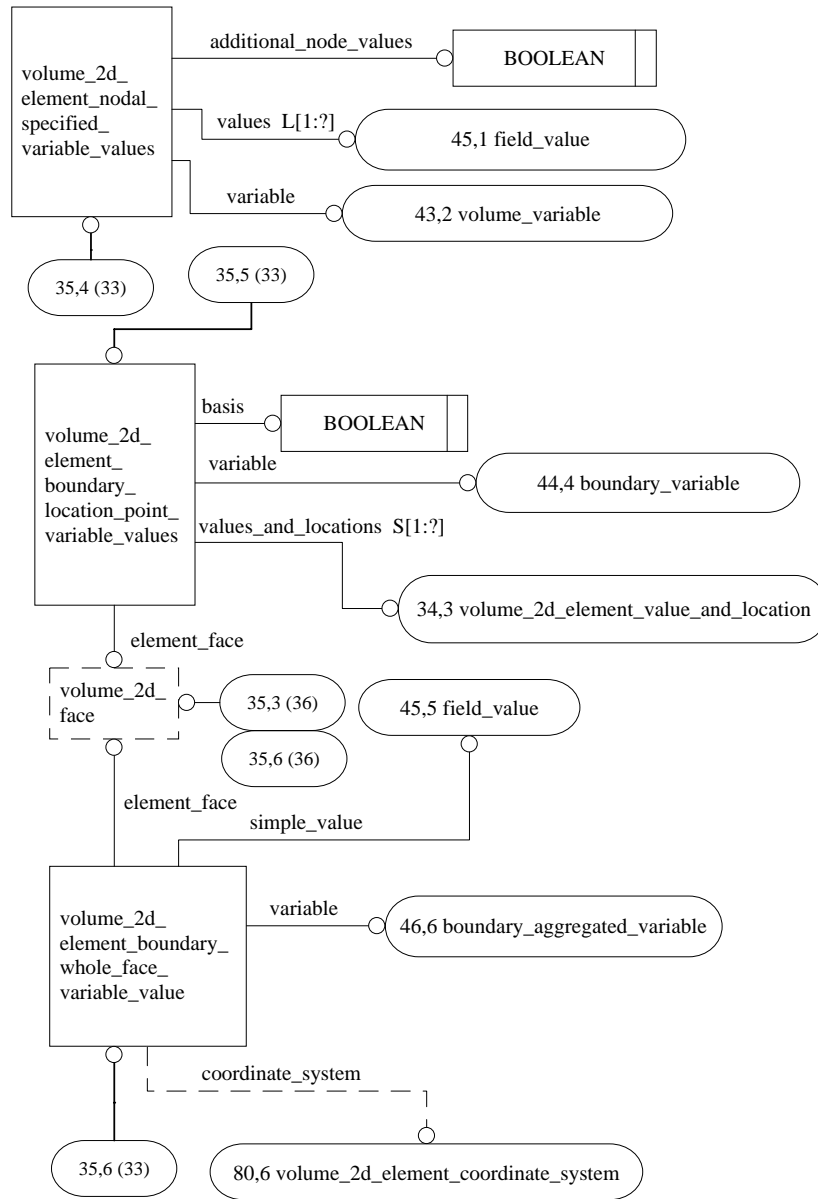 additional_node_values
BOOLEAN
volume_2d_
element_nodal_
specified_
variable_values
values L[1:?]
45,1 field_value
variable
43,2 volume_variable
35,4 (33)
35,5 (33)
basis
BOOLEAN
volume_2d_
element_
boundary_
location_point_
variable_values
variable
44,4 boundary_variable
values_and_locations S[1:?]
34,3 volume_2d_element_value_and_location
element_face
volume_2d_
face
35,3 (36)
35,6 (36)
45,5 field_value
element_face
simple_value
volume_2d_
element_boundary_
whole_face_
variable_value
variable
46,6 boundary_aggregated_variable
coordinate_system
35,6 (33)
80,6 volume_2d_element_coordinate_system